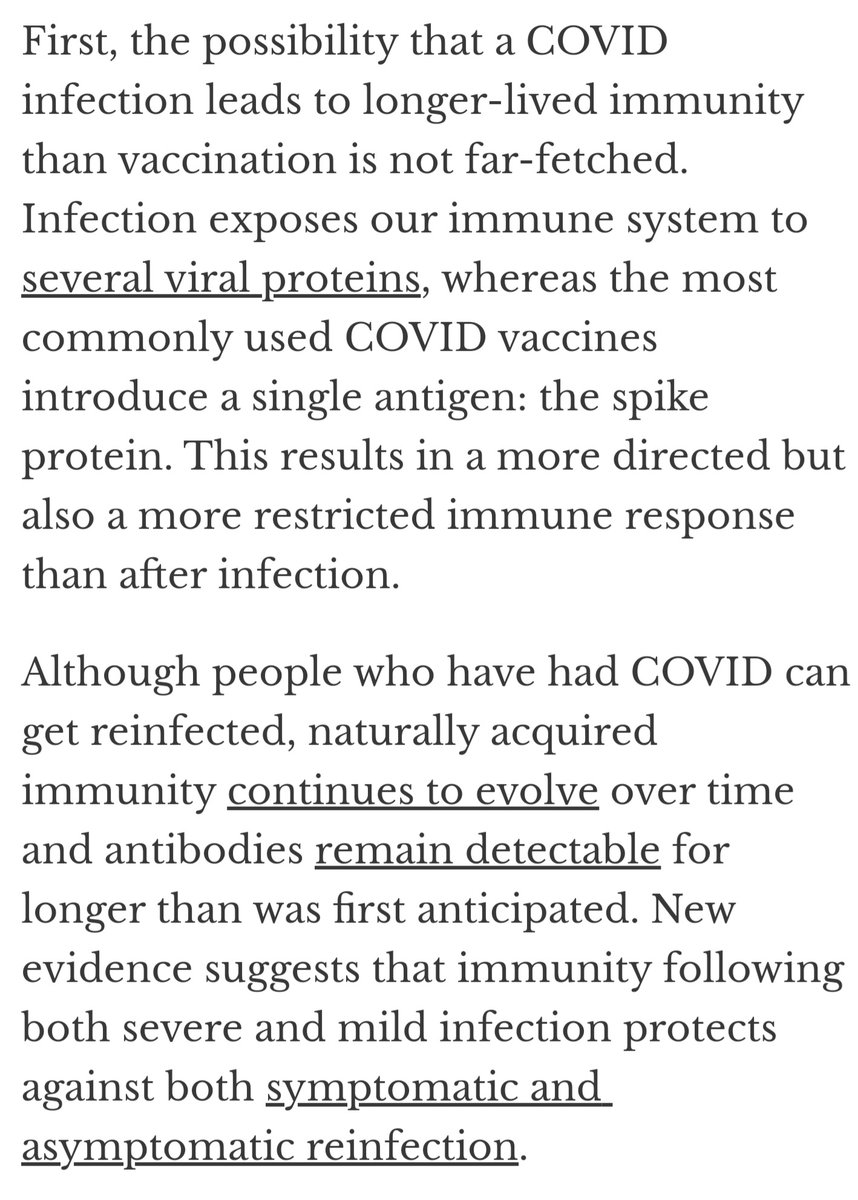 First, the possibility that a COVID
infection leads to longer-lived immunity
than vaccination is not far-fetched.
Infection exposes our immune system to
several viral proteins, whereas the most
commonly used COVID vaccines
introduce a single antigen: the spike
protein. This results in a more directed but
also a more restricted immune response
than after infection.
Although people who have had COVID can
get reinfected, naturally acquired
immunity continues to evolve over time
and antibodies remain detectable for
longer than was first anticipated. New
evidence suggests that immunity following
both severe and mild infection protects
against both symptomatic and
asymptomatic reinfection.